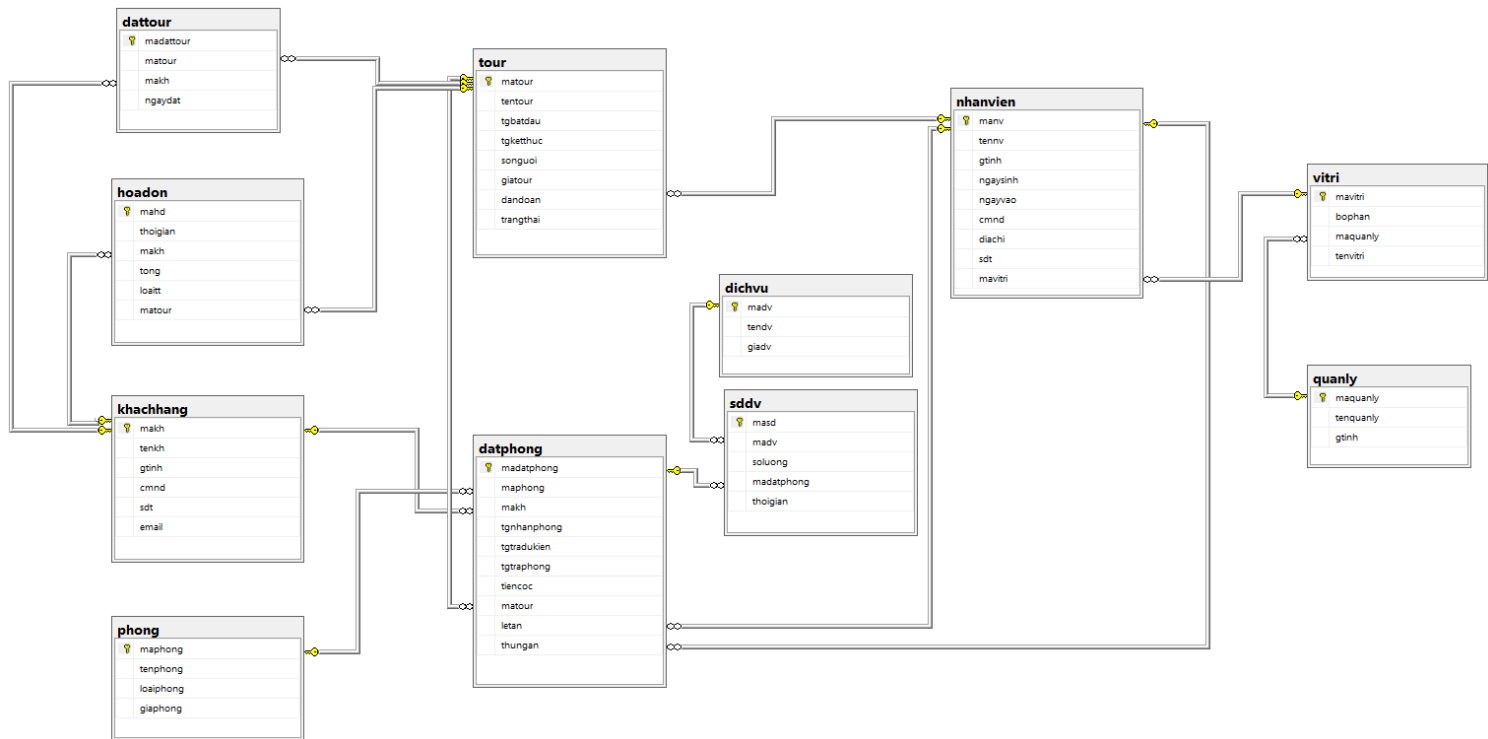 dattour
madattour
matour
makh
ngaydat
hoadon
mahd
thoigian
makh
tong
loaitt
matour
khachhang
makh
tenkh
gtinh
cmnd
sdt
email
phong
maphong
tenphong
loaiphong
giaphong
tour
matour
tentour
tgbatdau
tgketthuc
songuoi
giatour
dandoan
trangthai
datphong
madatphong
maphong
makh
tgnhanphong
tgtradukien
tgtraphong
tiencoc
matour
letan
thungan
dichvu
madv
tendv
giadv
sddv
masd
madv
soluong
madatphong
thoigian
nhanvien
manv
tennv
gtinh
ngaysinh
ngayvao
cmnd
diachi
sdt
mavitri
vitri
mavitri
bophan
maquanly
tenvitri
quanly
maquanly
tenquanly
gtinh